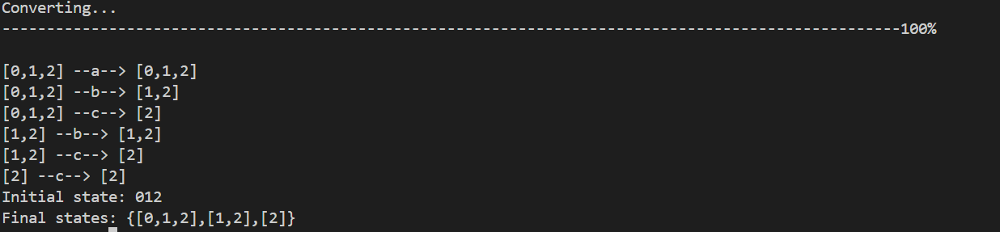 Converting...
-----------------------------------------------------------------------------------------------------100%
[0,1,2] --a--> [0,1,2]
[0,1,2] --b--> [1,2]
[0,1,2] --c--> [2]
[1,2] --b--> [1,2]
[1,2] --c--> [2]
[2] --c--> [2]
Initial state: 012
Final states: {[0,1,2],[1,2],[2]}